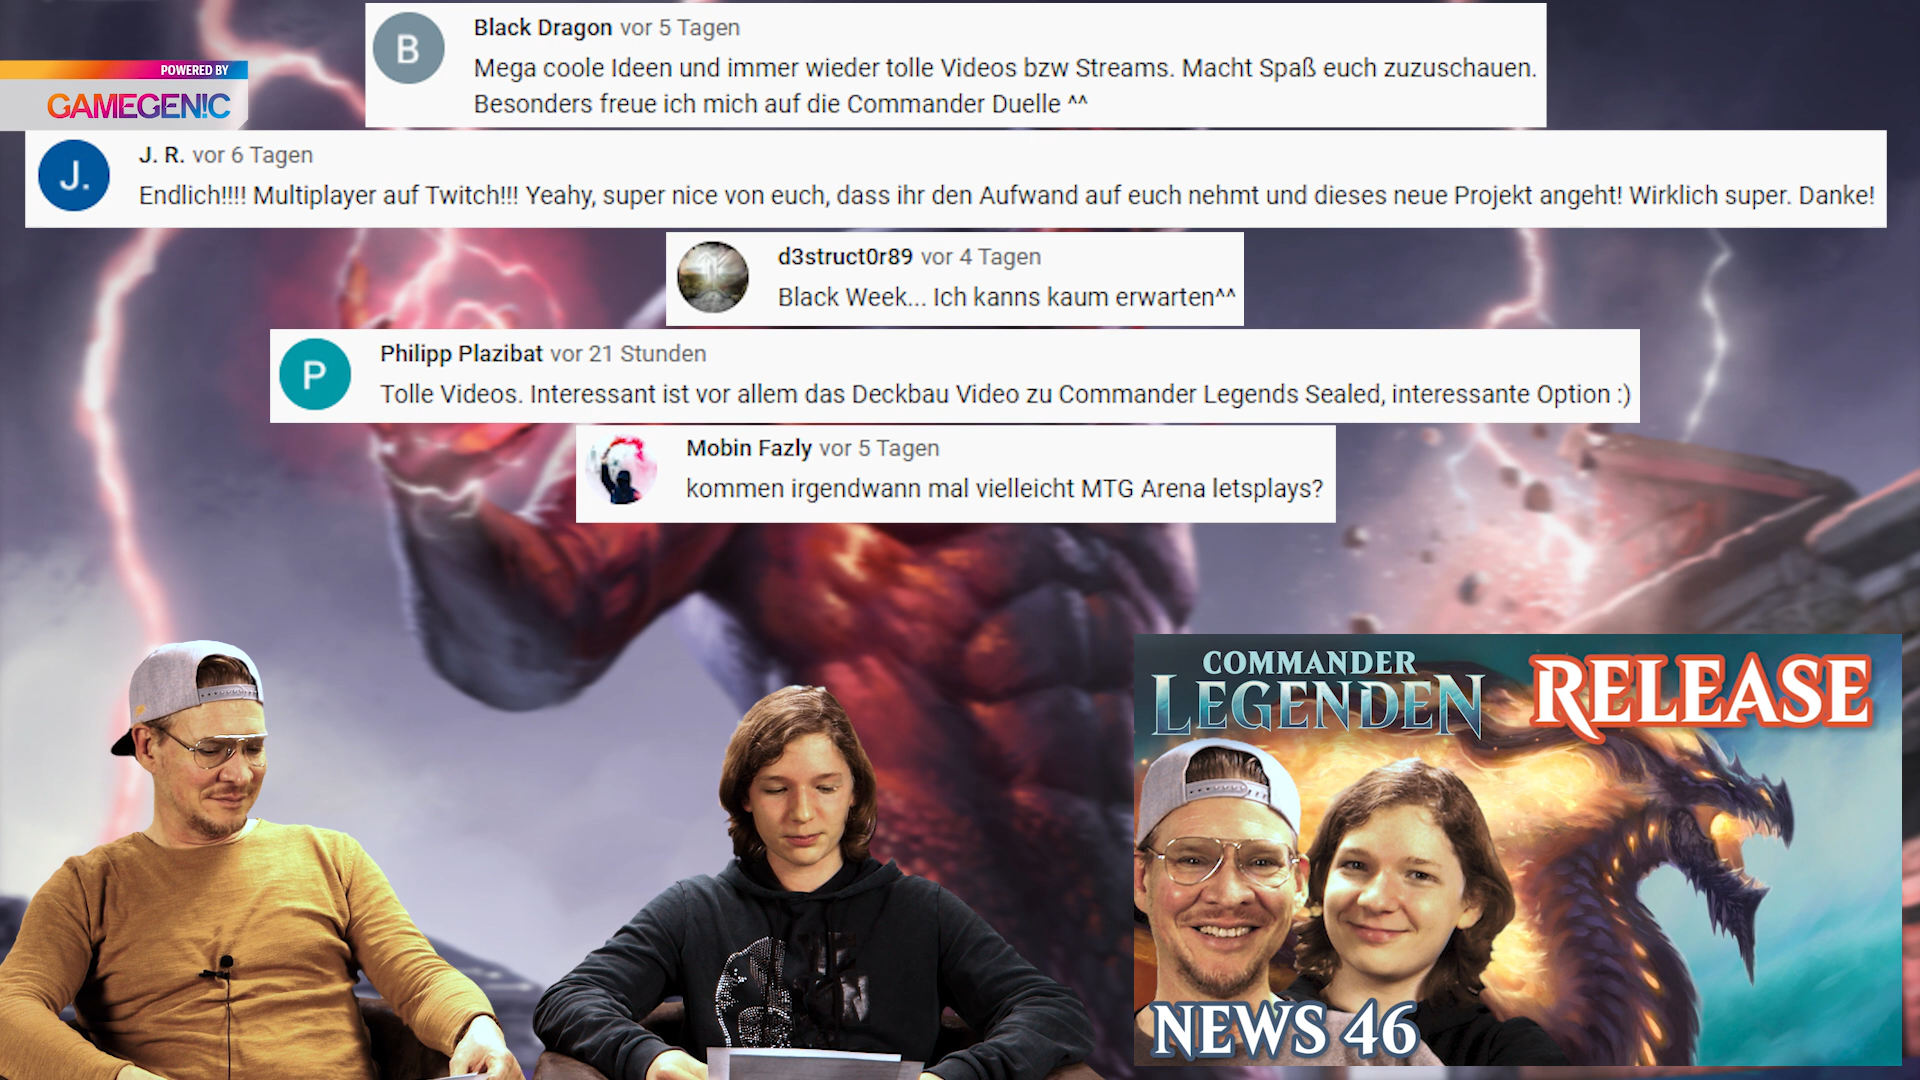 POWERED BY
GAMEGEN!C
B
Black Dragon vor 5 Tagen
Mega coole Ideen und immer wieder tolle Videos bzw Streams. Macht Spaß euch zuzuschauen.
Besonders freue ich mich auf die Commander Duelle ^^
J.
J. R. vor 6 Tagen
Endlich!!!! Multiplayer auf Twitch!!! Yeahy, super nice von euch, dass ihr den Aufwand auf euch nehmt und dieses neue Projekt angeht! Wirklich super. Danke!
d3struct0r89 vor 4 Tagen
Black Week... Ich kanns kaum erwarten^^
P
Philipp Plazibat vor 21 Stunden
Tolle Videos. Interessant ist vor allem das Deckbau Video zu Commander Legends Sealed, interessante Option :)
Mobin Fazly vor 5 Tagen
kommen irgendwann mal vielleicht MTG Arena letsplays?
COMMANDER
LEGENDEN
RELEASE
NEWS 46